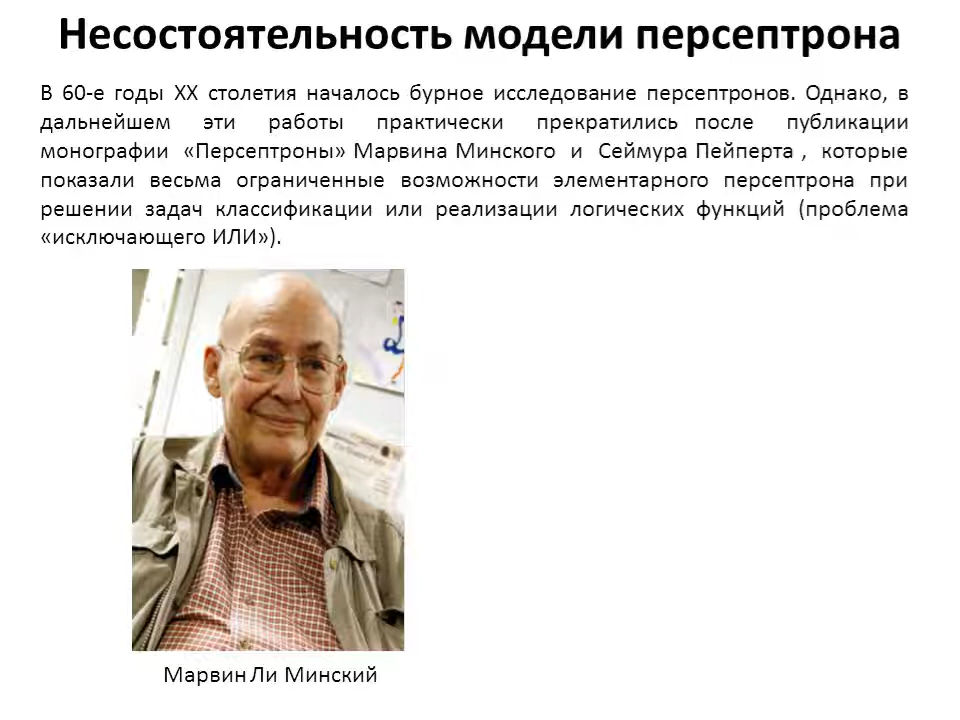 Несостоятельность модели персептрона
В 60-е годы XX столетия началось бурное исследование персептронов. Однако, в
дальнейшем эти работы практически прекратились после публикации
монографии «Персептроны» Марвина Минского и Сеймура Пейперта , которые
показали весьма ограниченные возможности элементарного персептрона при
решении задач классификации или реализации логических функций (проблема
«исключающего ИЛИ»).
Марвин Ли Минский